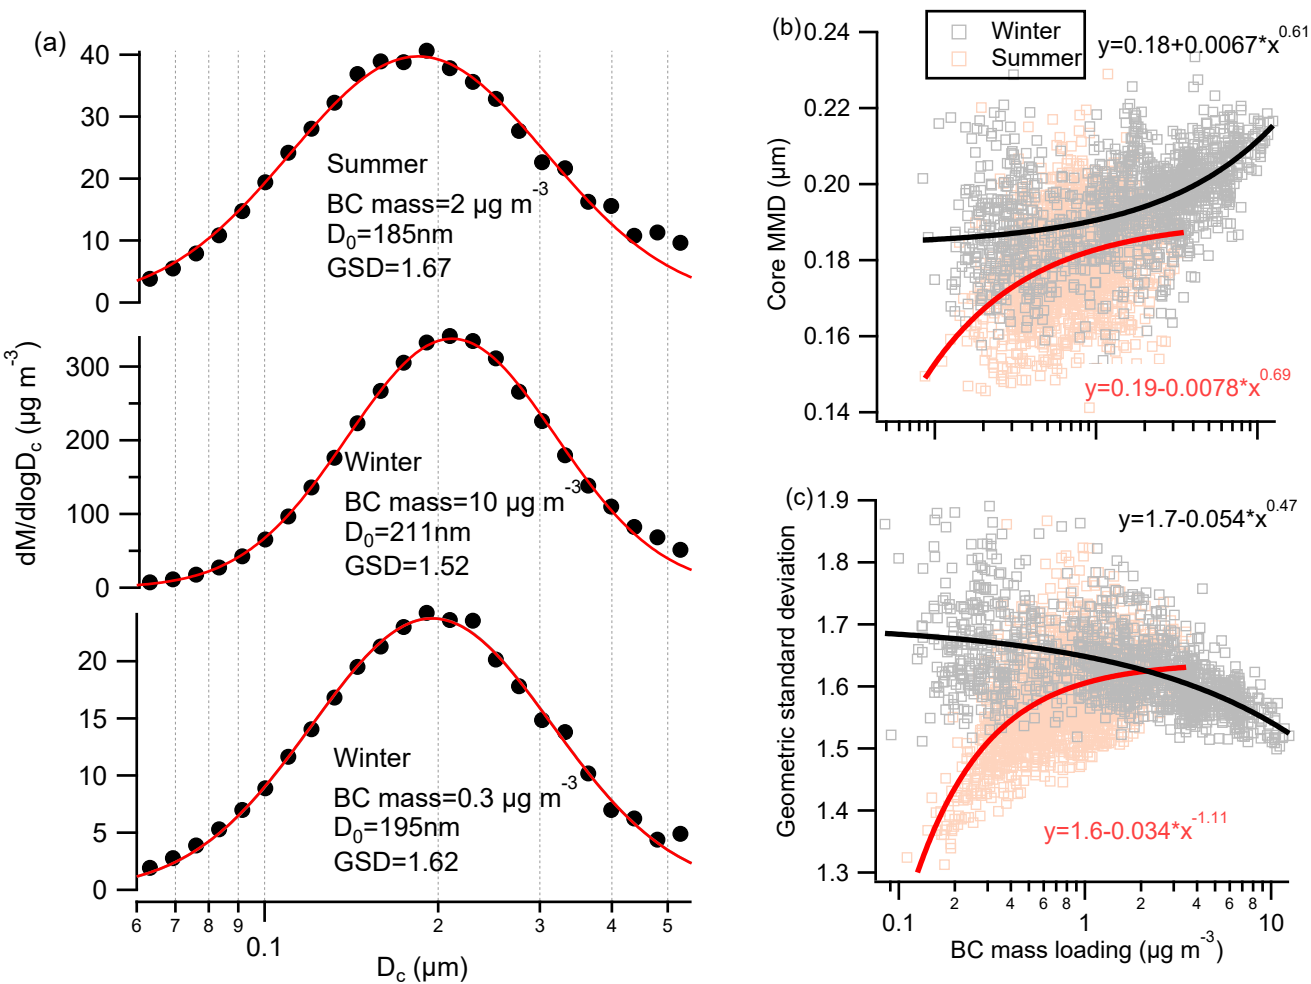 (a)
40
30
20
10
0
Summer
BC mass=2 µg m-3
D0=185nm
GSD=1.67
dM/dlogDc (µg m-3)
300
200
100
0
Winter
BC mass=10 µg m-3
D0=211nm
GSD=1.52
20
15
10
5
0
Winter
BC mass=0.3 µg m-3
D0=195nm
GSD=1.62
6 7 8 9 0.1 2 3 4 5
Dc (µm)
(b)
0.24
0.22
0.20
0.18
0.16
0.14
Core MMD (µm)
Winter
Summer
y=0.18+0.0067*x0.61
y=0.19-0.0078*x0.69
(c)
1.9
1.8
1.7
1.6
1.5
1.4
1.3
Geometric standard deviation
y=1.7-0.054*x0.47
y=1.6-0.034*x-1.11
0.1 2 4 6 8 1 2 4 6 8 10
BC mass loading (µg m-3)